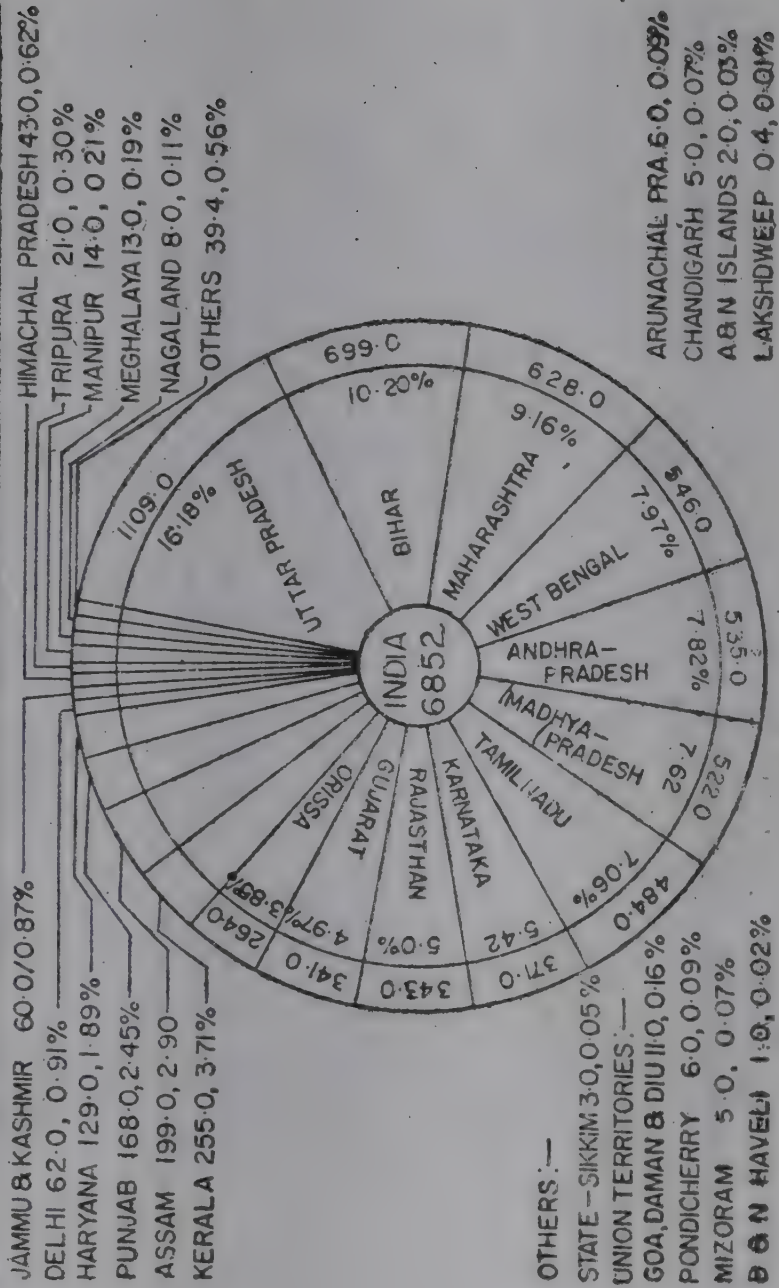 JAMMU & KASHMIR 60·0/0·87%
DELHI 62·0, 0·91%
HARYANA 129·0, 1·89%
PUNJAB 168·0, 2·45%
ASSAM 199·0, 2·90
KERALA 255·0, 3·71%
HIMACHAL PRADESH 43·0, 0·62%
TRIPURA 21·0, 0·30%
MANIPUR 14·0, 0 21%
MEGHALAYA 13·0, 0·19%
NAGALAND 8·0, 0·11%
OTHERS 39·4, 0·56%
1109·0
16·18%
UTTAR PRADESH
699·0
10·20%
BIHAR
628·0
9·16%
MAHARASHTRA
546·0
7·97%
WEST BENGAL
535·0
7·82%
ANDHRA–
PRADESH
522 0
7·62
MADHYA–
PRADESH
484·0
7·06%
TAMILNADU
371·0
5·42
KARNATAKA
343·0
5·0%
RAJASTHAN
341·0
4·97%
GUJARAT
264·0
3·85%
ORISSA
INDIA
6852
OTHERS:—
STATE–SIKKIM 3·0, 0·05%
UNION TERRITORIES:—
GOA, DAMAN & DIU 11·0, 0·16%
PONDICHERRY 6·0, 0·09%
MIZORAM 5·0, 0·07%
D & N HAVELI 1·0, 0·02%
ARUNACHAL PRA. 6·0, 0·09%
CHANDIGARH 5·0, 0·07%
A&N ISLANDS 2·0, 0·03%
LAKSHDWEEP 0·4, 0·01%